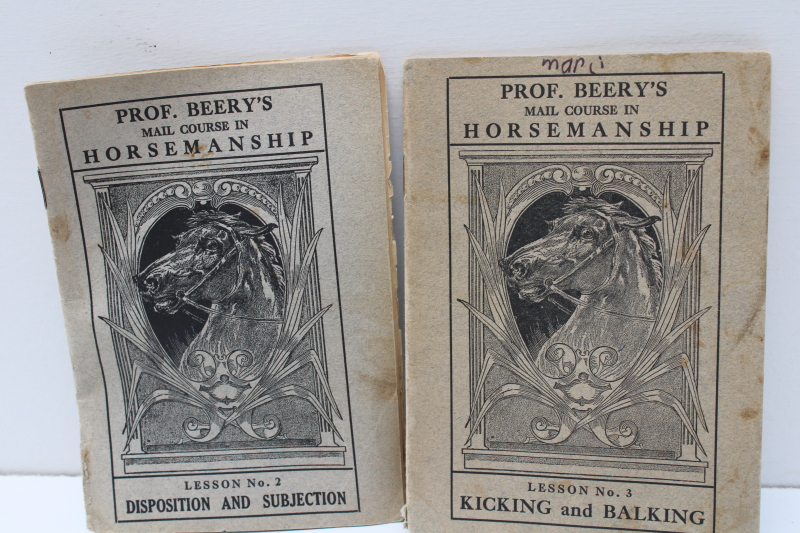 PROF. BEERY'S
MAIL COURSE IN
HORSEMANSHIP
LESSON No. 2
DISPOSITION AND SUBJECTION
PROF. BEERY'S
MAIL COURSE IN
HORSEMANSHIP
LESSON No. 3
KICKING and BALKING